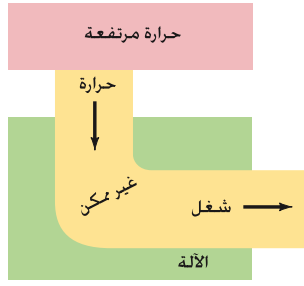 حرارة مرتفعة
حرارة
غير ممكن
شغل
الآلة